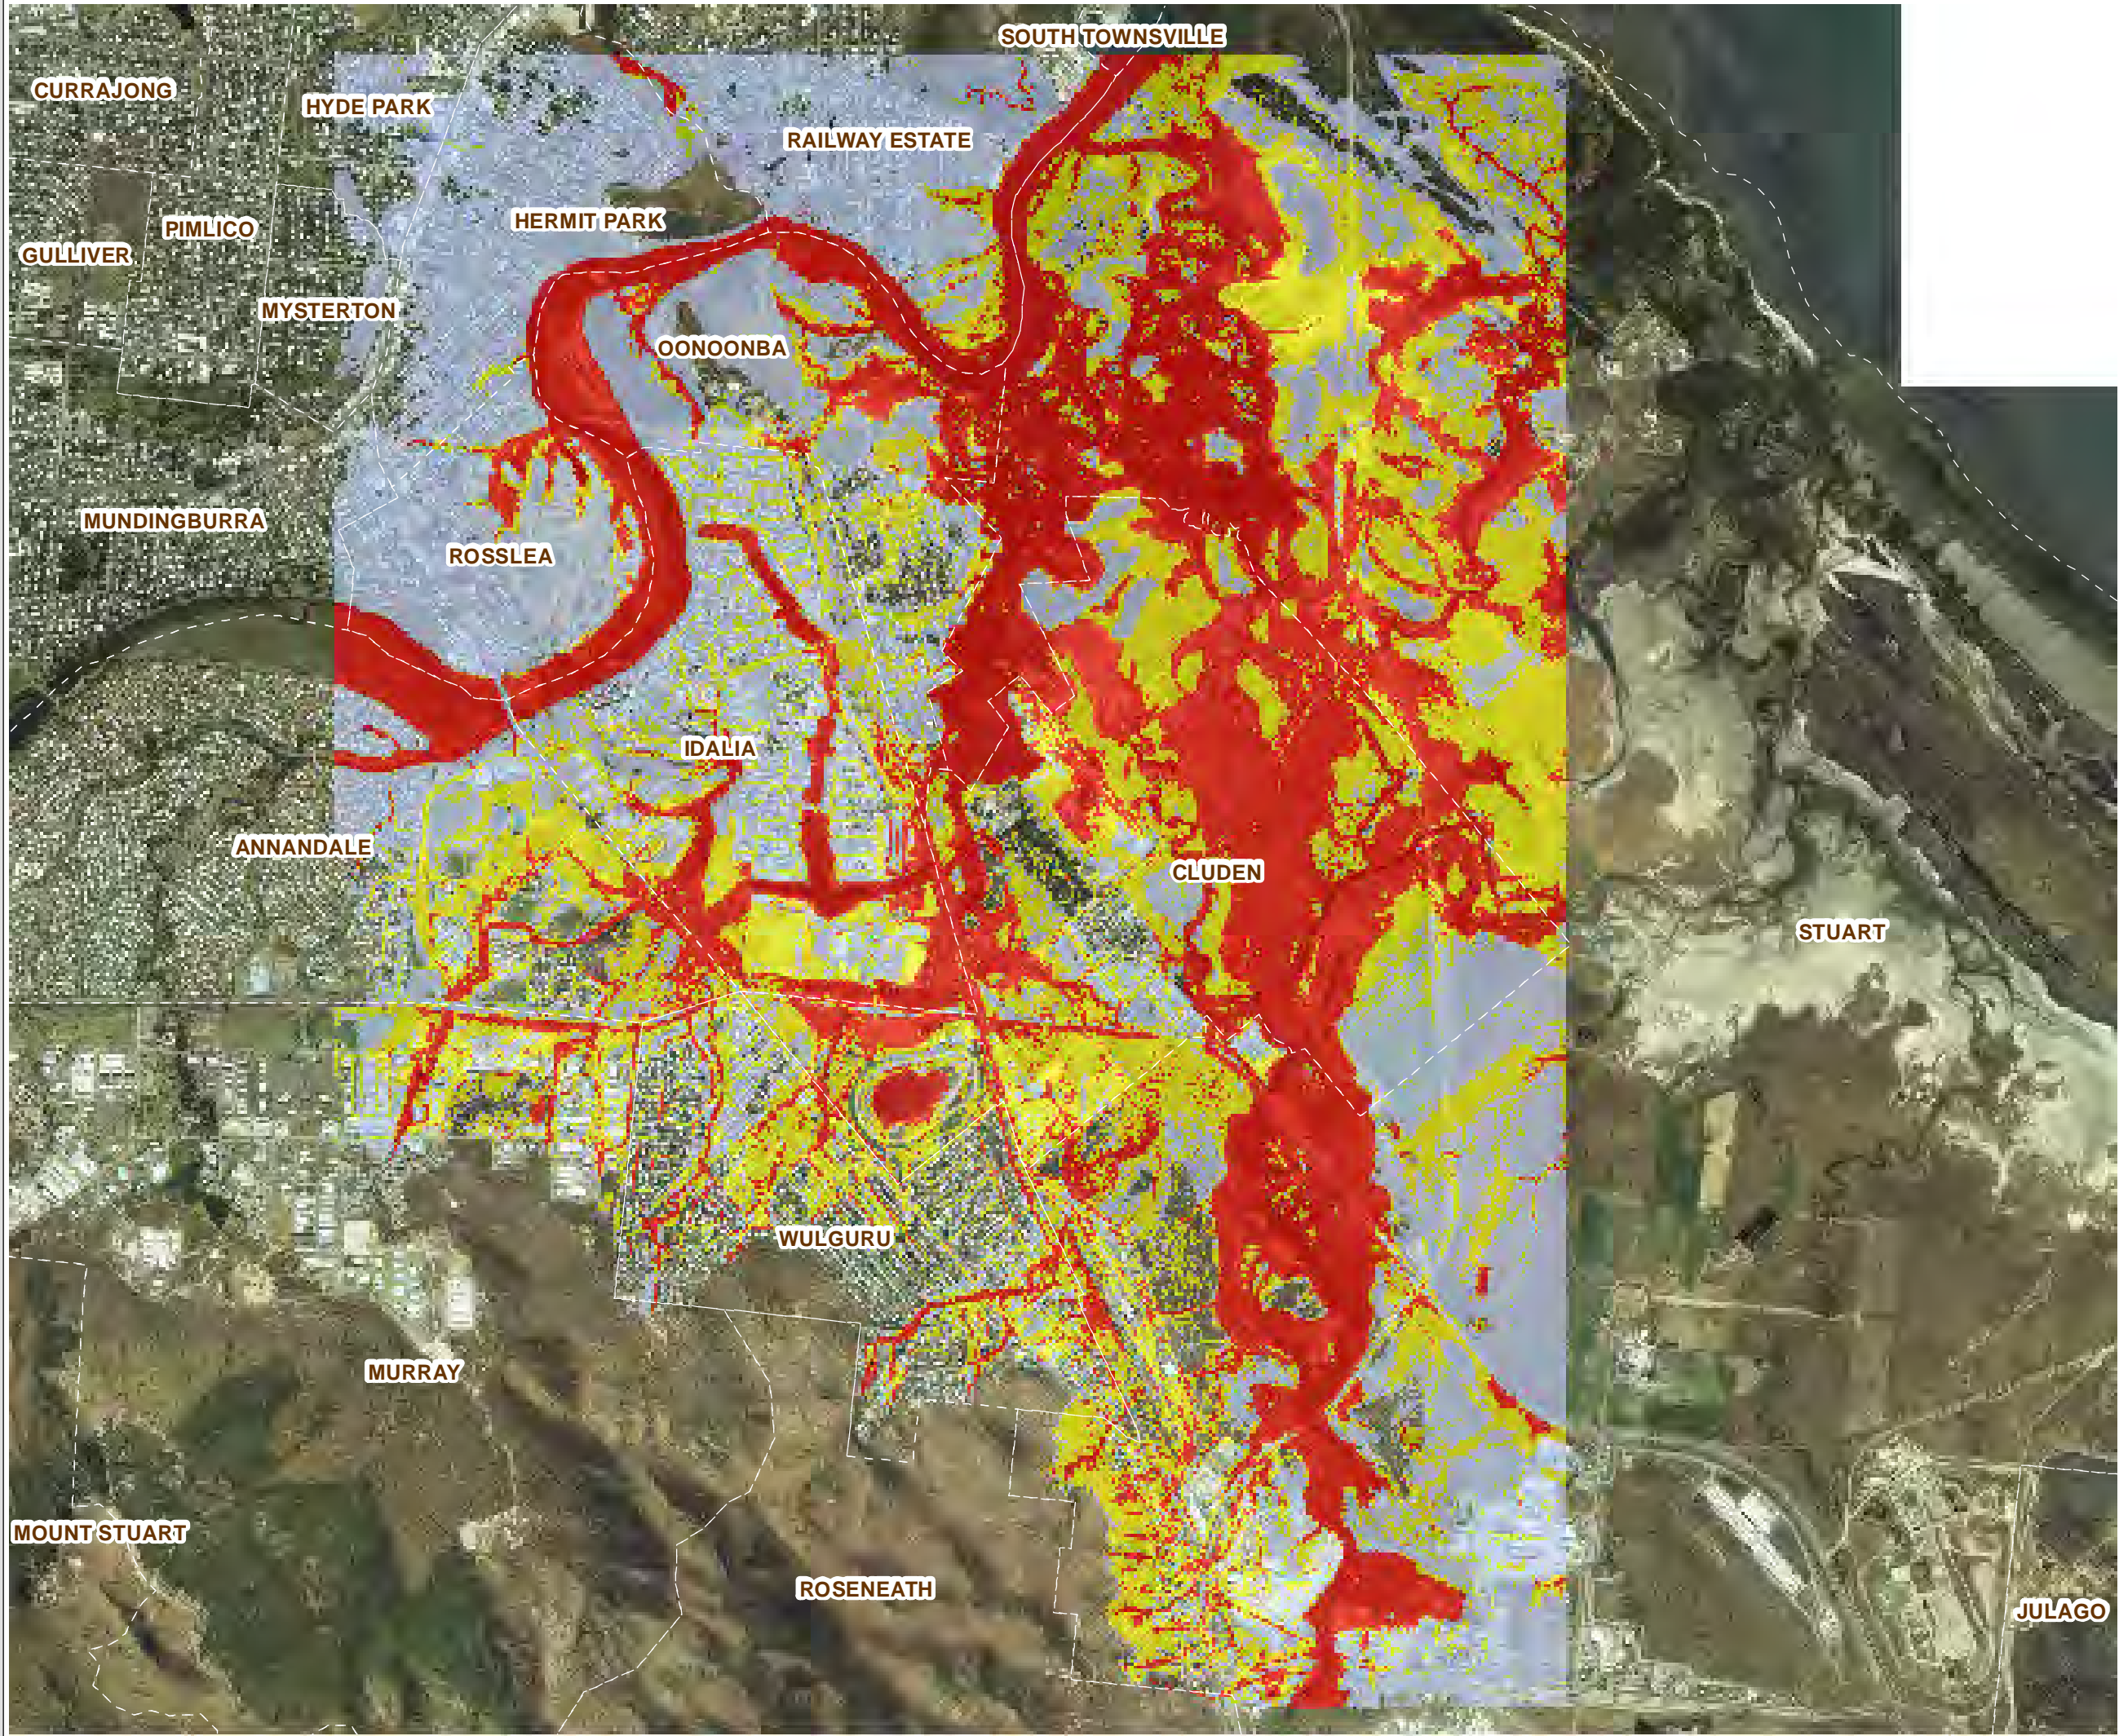 SOUTH TOWNSVILLE
CURRAJONG
HYDE PARK
RAILWAY ESTATE
HERMIT PARK
PIMLICO
GULLIVER
MYSTERTON
OONOONBA
MUNDINGBURRA
ROSSLEA
IDALIA
ANNANDALE
CLUDEN
STUART
WULGURU
MURRAY
MOUNT STUART
ROSENEATH
JULAGO